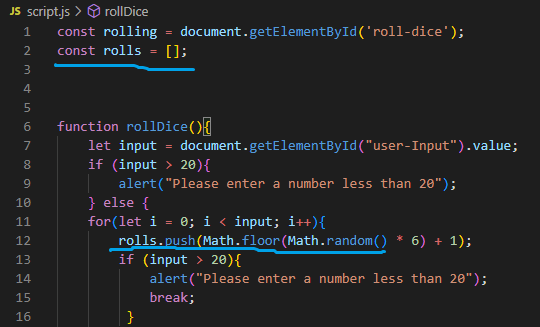 JS script.js > rollDice
1 const rolling = document.getElementById('roll-dice');
2 const rolls = [];
3
4
5
6 function rollDice(){
7 let input = document.getElementById("user-Input").value;
8 if (input > 20){
9 alert("Please enter a number less than 20");
10 } else {
11 for(let i = 0; i < input; i++){
12 rolls.push(Math.floor(Math.random() * 6) + 1);
13 if (input > 20){
14 alert("Please enter a number less than 20");
15 break;
16 }